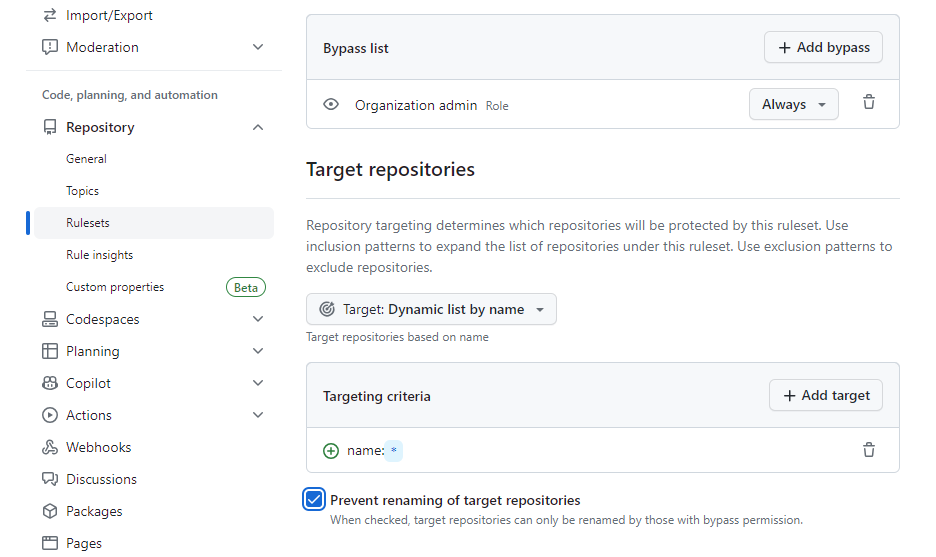 Import/Export
Moderation
Code, planning, and automation
Repository
General
Topics
Rulesets
Rule insights
Custom properties Beta
Codespaces
Planning
Copilot
Actions
Webhooks
Discussions
Packages
Pages
Bypass list
+ Add bypass
Organization admin Role
Always
Target repositories
Repository targeting determines which repositories will be protected by this ruleset. Use
inclusion patterns to expand the list of repositories under this ruleset. Use exclusion patterns to
exclude repositories.
Target: Dynamic list by name
Target repositories based on name
Targeting criteria
+ Add target
name: *
Prevent renaming of target repositories
When checked, target repositories can only be renamed by those with bypass permission.